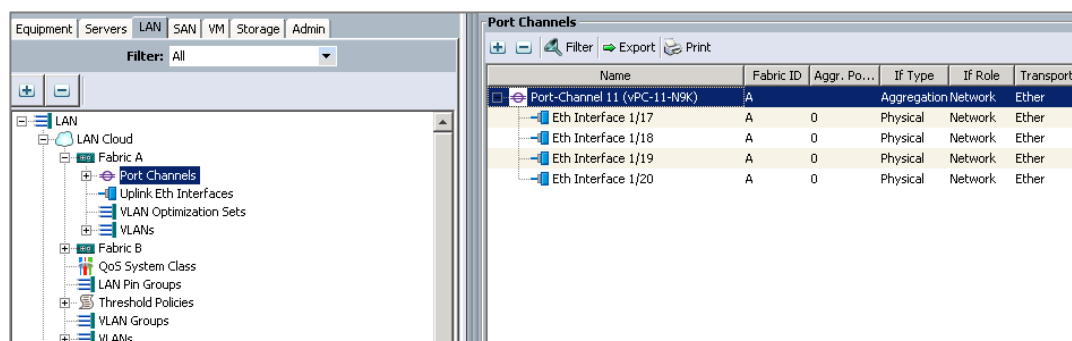 Equipment Servers LAN SAN VM Storage Admin
Filter: All
LAN
LAN Cloud
Fabric A
Port Channels
Uplink Eth Interfaces
VLAN Optimization Sets
VLANs
Fabric B
QoS System Class
LAN Pin Groups
Threshold Policies
VLAN Groups
VLANs
Port Channels
Filter Export Print
Name Fabric ID Aggr. Po... If Type If Role Transport
Port-Channel 11 (vPC-11-N9K) A Aggregation Network Ether
Eth Interface 1/17 A 0 Physical Network Ether
Eth Interface 1/18 A 0 Physical Network Ether
Eth Interface 1/19 A 0 Physical Network Ether
Eth Interface 1/20 A 0 Physical Network Ether